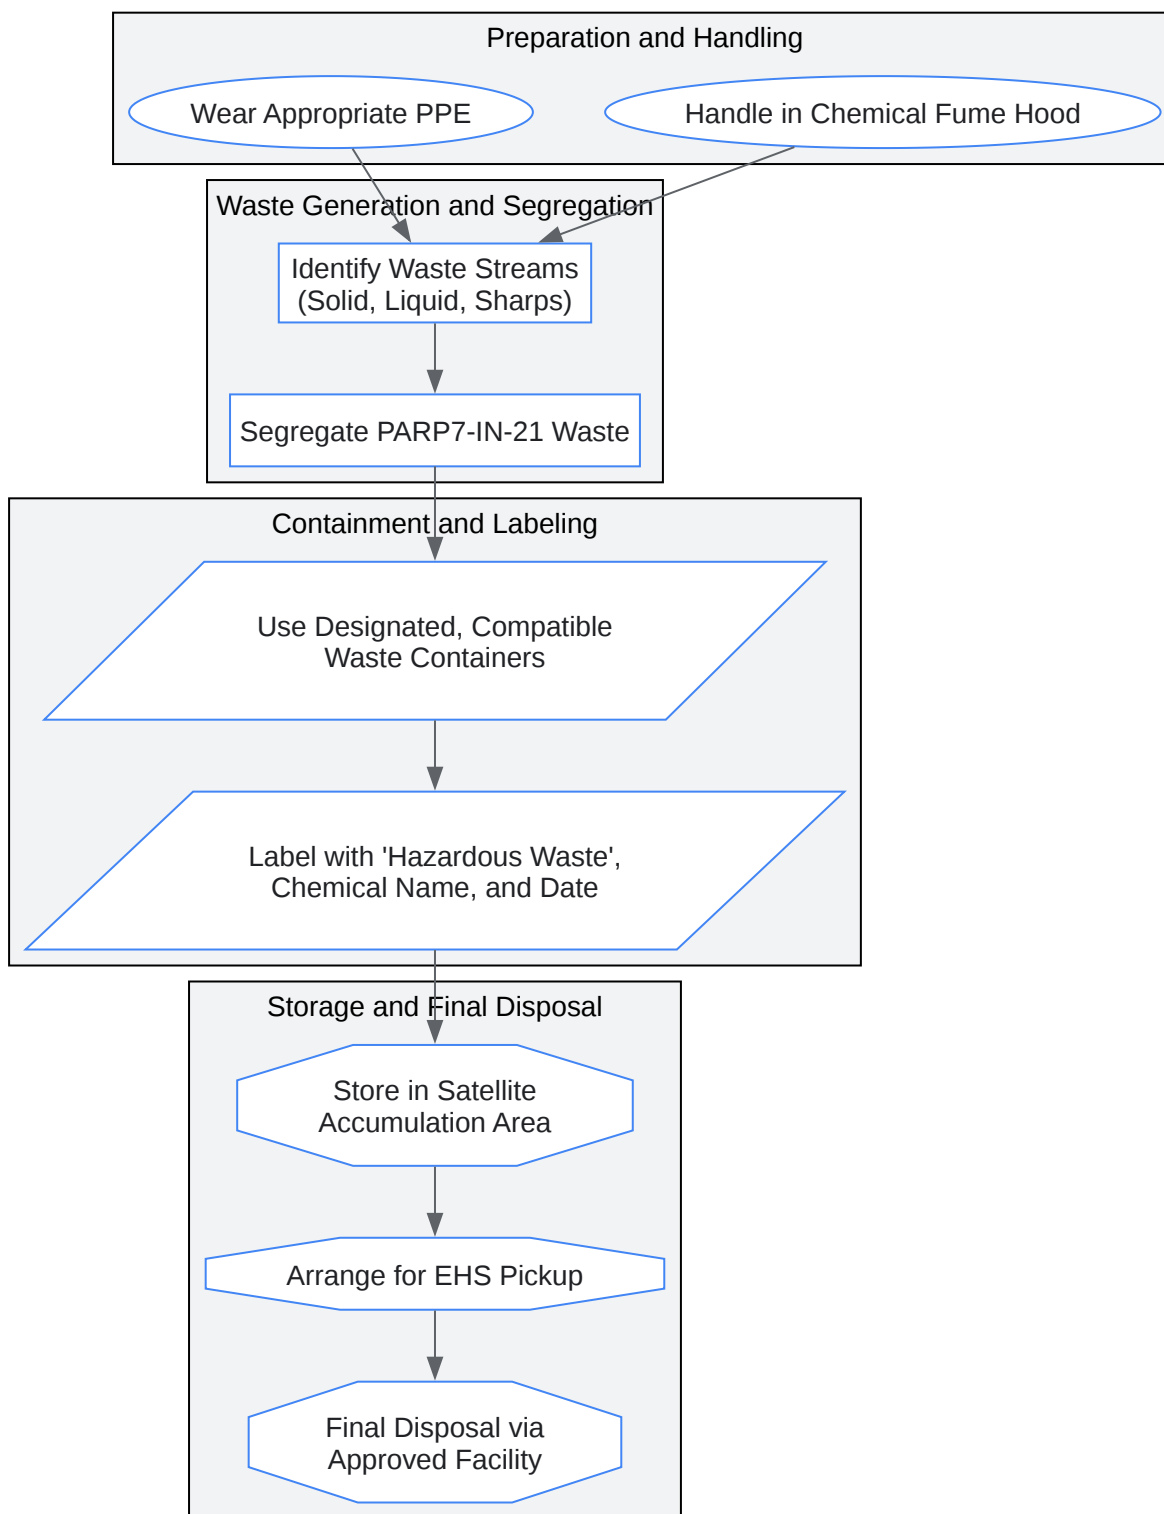 Preparation and Handling
Wear Appropriate PPE
Handle in Chemical Fume Hood
Waste Generation and Segregation
Identify Waste Streams
(Solid, Liquid, Sharps)
Segregate PARP7-IN-21 Waste
Containment and Labeling
Use Designated, Compatible
Waste Containers
Label with 'Hazardous Waste',
Chemical Name, and Date
Storage and Final Disposal
Store in Satellite
Accumulation Area
Arrange for EHS Pickup
Final Disposal via
Approved Facility